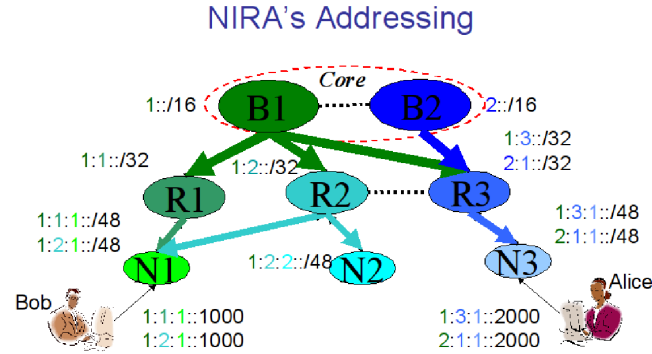 NIRA's Addressing
Core
1::/16
B1
B2
2::/16
1:1::/32
1:2::/32
1:3::/32
2:1::/32
R1
R2
R3
1:1:1::/48
1:2:1::/48
1:3:1::/48
2:1:1::/48
N1
1:2:2::/48
N2
N3
Bob
Alice
1:1:1::1000
1:2:1::1000
1:3:1::2000
2:1:1::2000